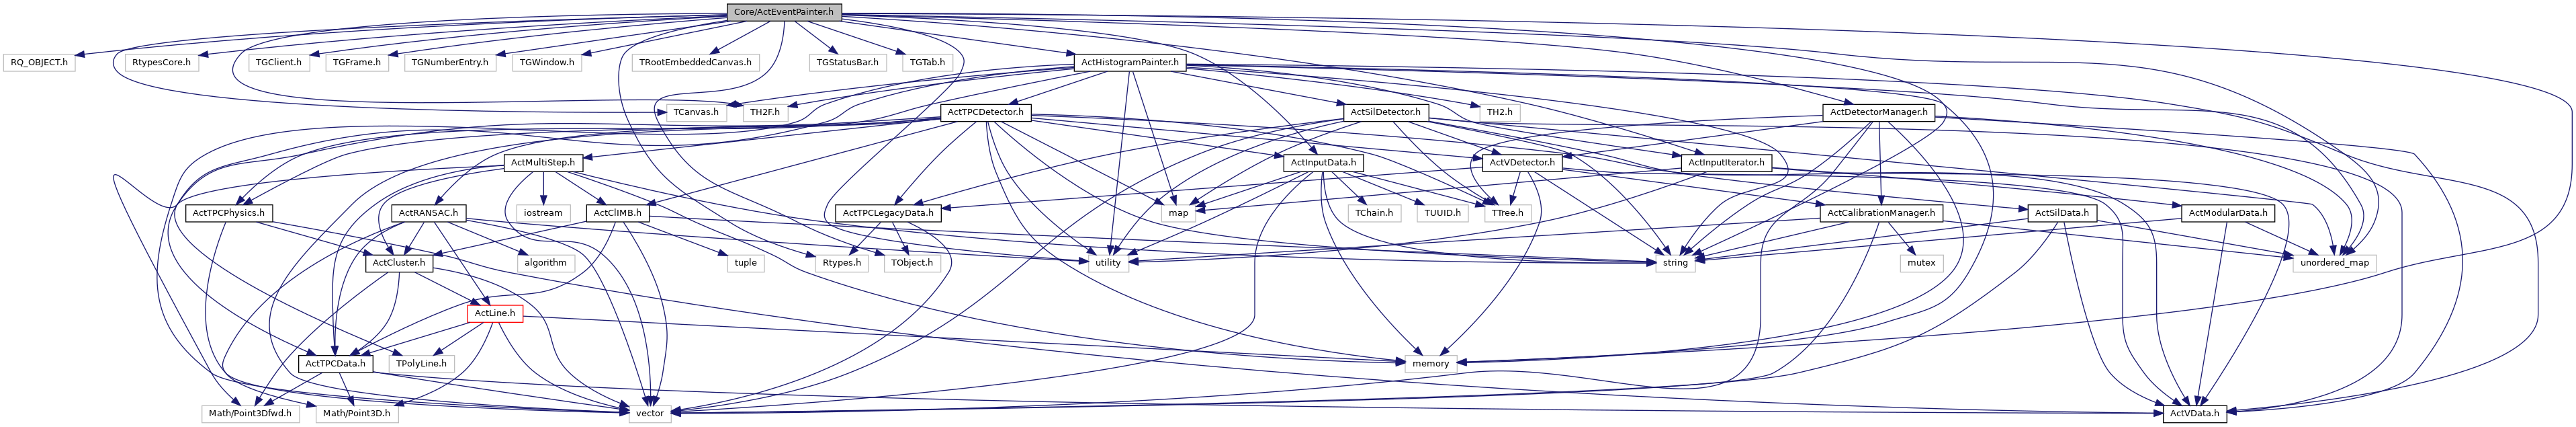 Core/ActEventPainter.h
RQ_OBJECT.h
RtypesCore.h
TGClient.h
TGFrame.h
TGNumberEntry.h
TGWindow.h
TRootEmbeddedCanvas.h
TGStatusBar.h
TGTab.h
ActHistogramPainter.h
TCanvas.h
TH2F.h
ActTPCDetector.h
ActSilDetector.h
TH2.h
ActDetectorManager.h
ActMultiStep.h
ActInputData.h
ActVDetector.h
ActInputIterator.h
ActTPCPhysics.h
ActRANSAC.h
iostream
ActClIMB.h
ActTPCLegacyData.h
map
TChain.h
TUUID.h
TTree.h
ActCalibrationManager.h
ActSilData.h
ActModularData.h
ActCluster.h
algorithm
tuple
Rtypes.h
TObject.h
utility
string
mutex
unordered_map
ActLine.h
ActTPCData.h
TPolyLine.h
memory
Math/Point3Dfwd.h
Math/Point3D.h
vector
ActVData.h